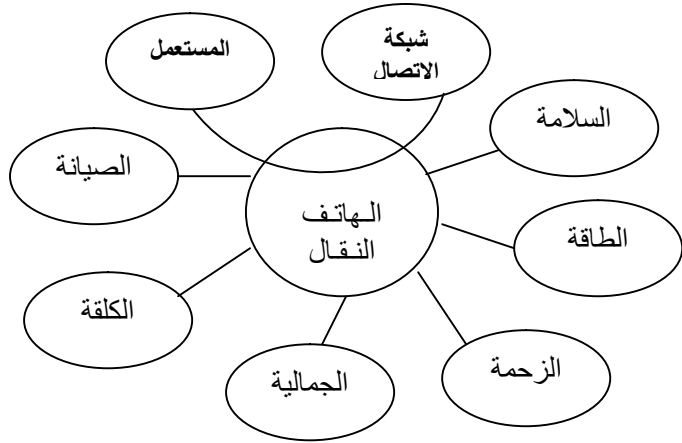 شبكة
الاتصال
المستعمل
السلامة
الصيانة
الهاتف
النقال
الطاقة
الكلفة
الزحمة
الجمالية